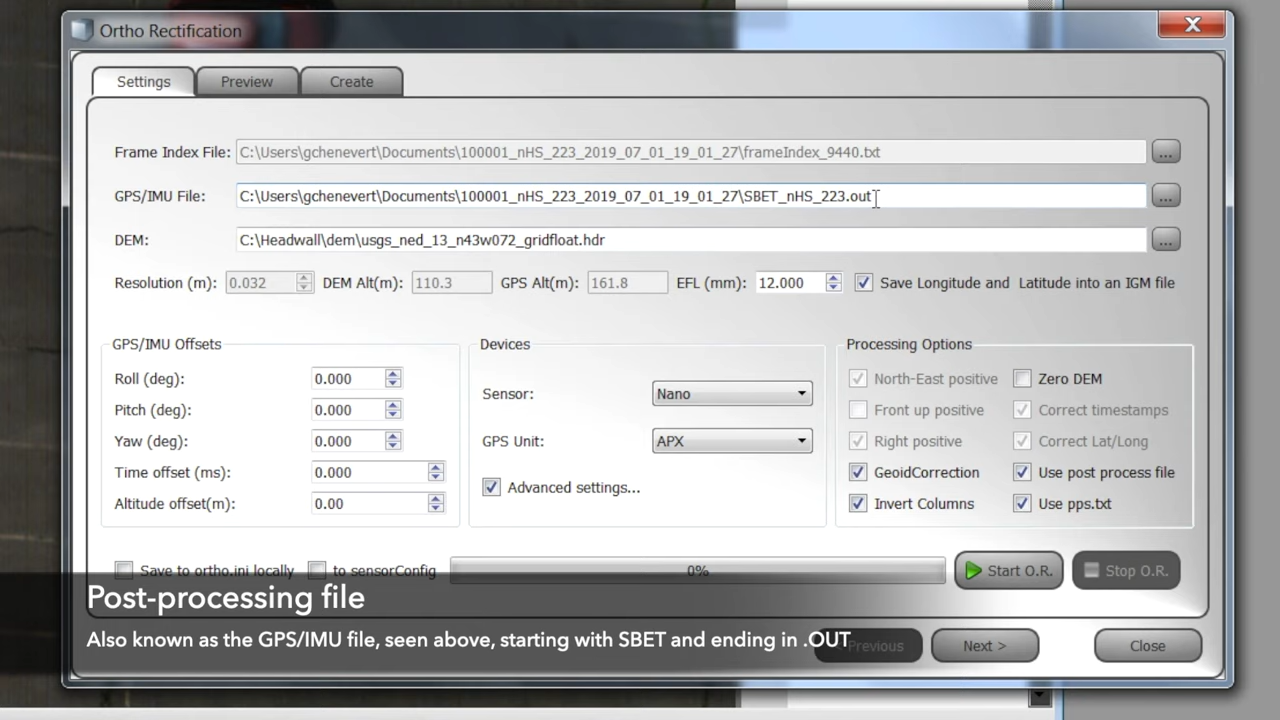 Ortho Rectification
Settings Preview Create
Frame Index File: C:\Users\gchenevert\Documents\100001_nHS_223_2019_07_01_19_01_27\frameIndex_9440.txt ...
GPS/IMU File: C:\Users\gchenevert\Documents\100001_nHS_223_2019_07_01_19_01_27\SBET_nHS_223.out ...
DEM: C:\Headwall\dem\usgs_ned_13_n43w072_gridfloat.hdr ...
Resolution (m): 0.032 DEM Alt(m): 110.3 GPS Alt(m): 161.8 EFL (mm): 12.000 Save Longitude and Latitude into an IGM file
GPS/IMU Offsets
Roll (deg): 0.000
Pitch (deg): 0.000
Yaw (deg): 0.000
Time offset (ms): 0.000
Altitude offset(m): 0.00
Devices
Sensor: Nano
GPS Unit: APX
Advanced settings...
Processing Options
North-East positive Zero DEM
Front up positive Correct timestamps
Right positive Correct Lat/Long
GeoidCorrection Use post process file
Invert Columns Use pps.txt
Save to ortho.ini locally to sensorConfig 0% Start O.R. Stop O.R.
Post-processing file
Also known as the GPS/IMU file, seen above, starting with SBET and ending in .OUT
Previous Next > Close